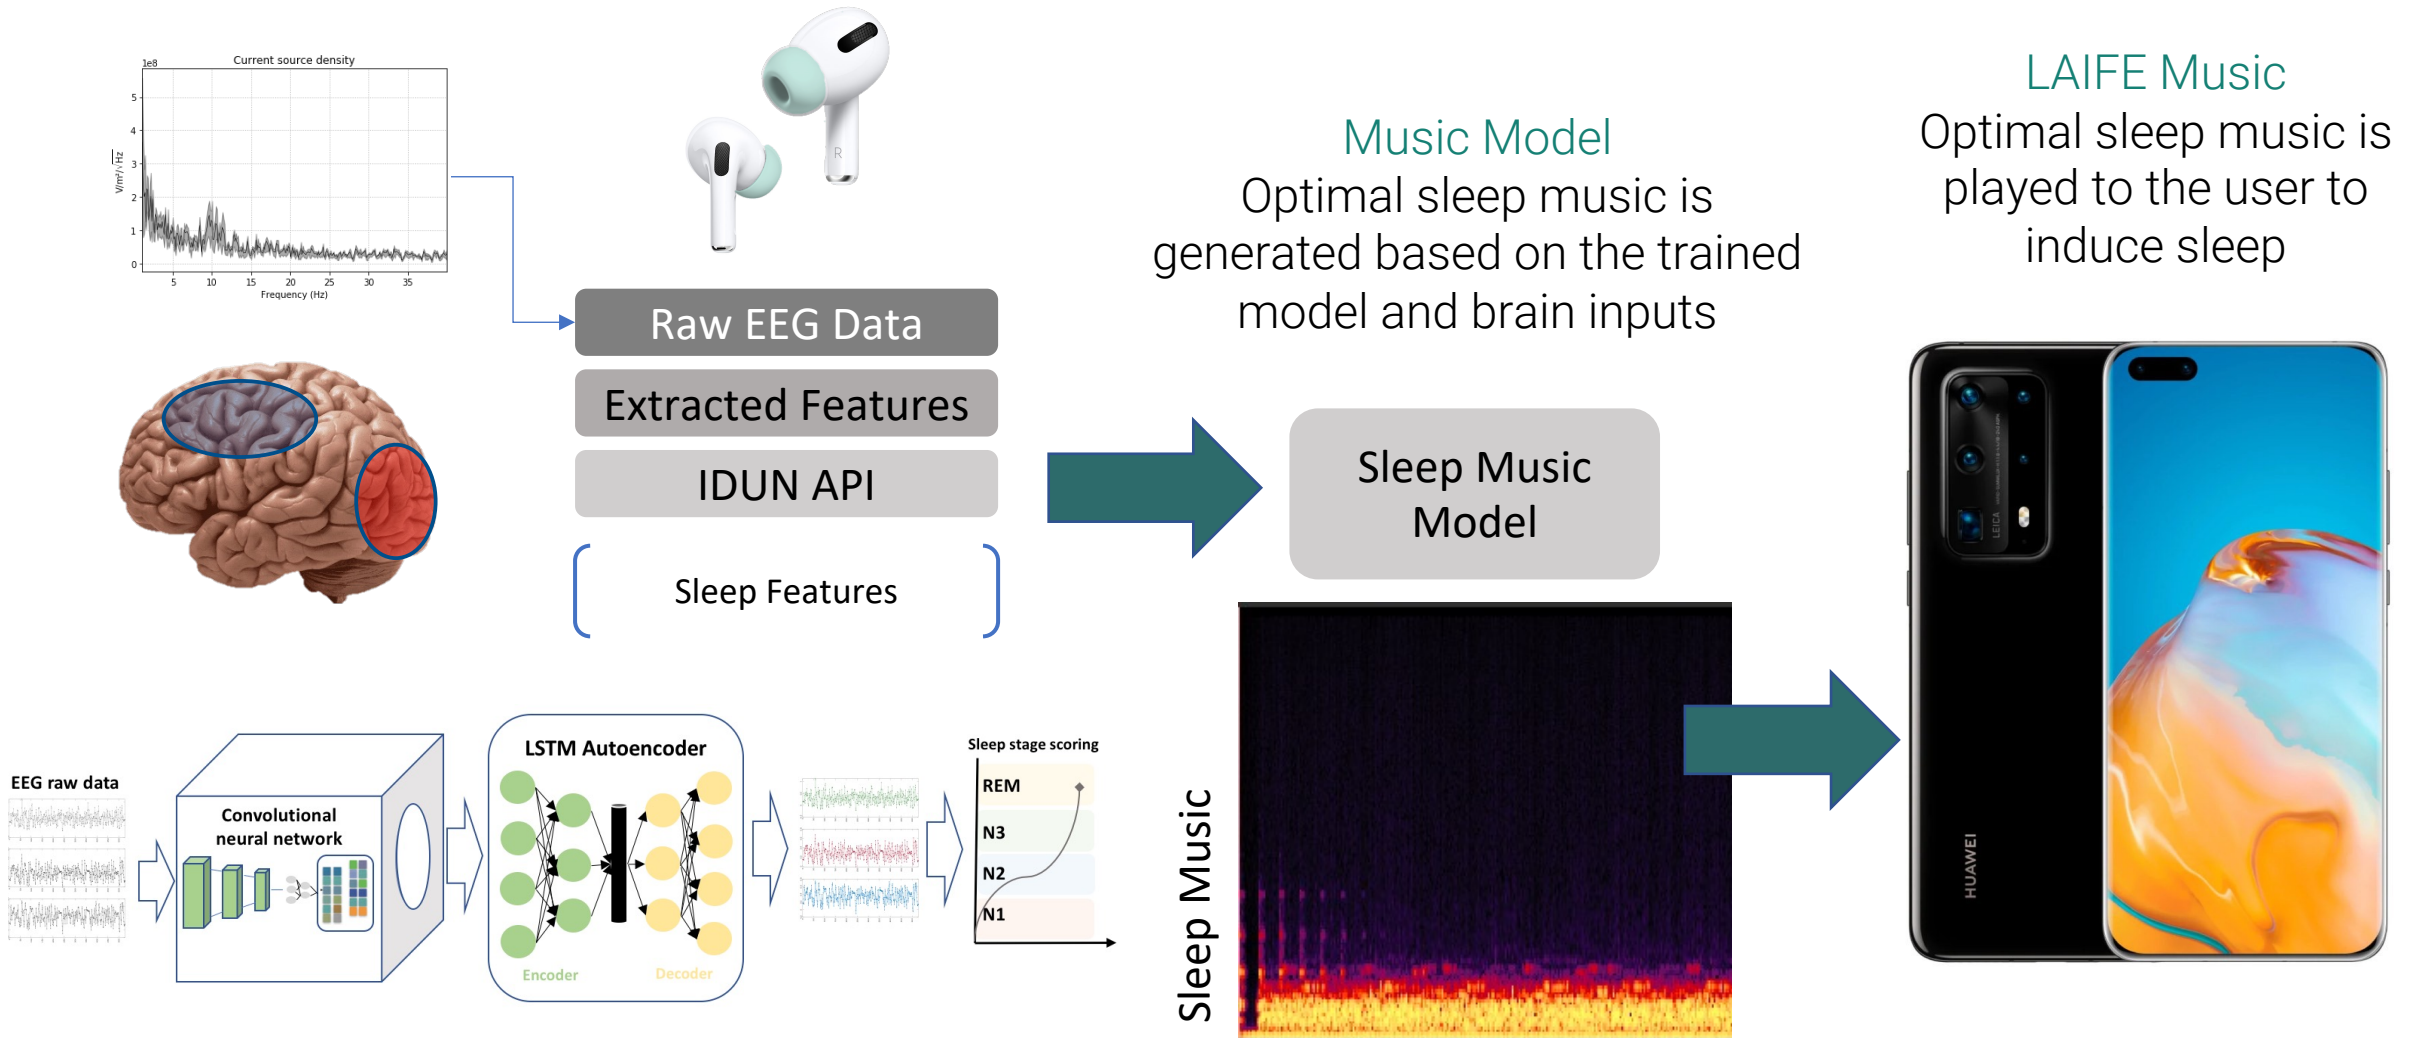 Current source density
1e8
5
4
3
2
1
0
V/m²/√Hz
5 10 15 20 25 30 35
Frequency (Hz)
R
Raw EEG Data
Extracted Features
IDUN API
Sleep Features
Music Model
Optimal sleep music is
generated based on the trained
model and brain inputs
Sleep Music
Model
Sleep Music
LAIFE Music
Optimal sleep music is
played to the user to
induce sleep
LEICA
HUAWEI
EEG raw data
Convolutional
neural network
LSTM Autoencoder
Encoder
Decoder
Sleep stage scoring
REM
N3
N2
N1